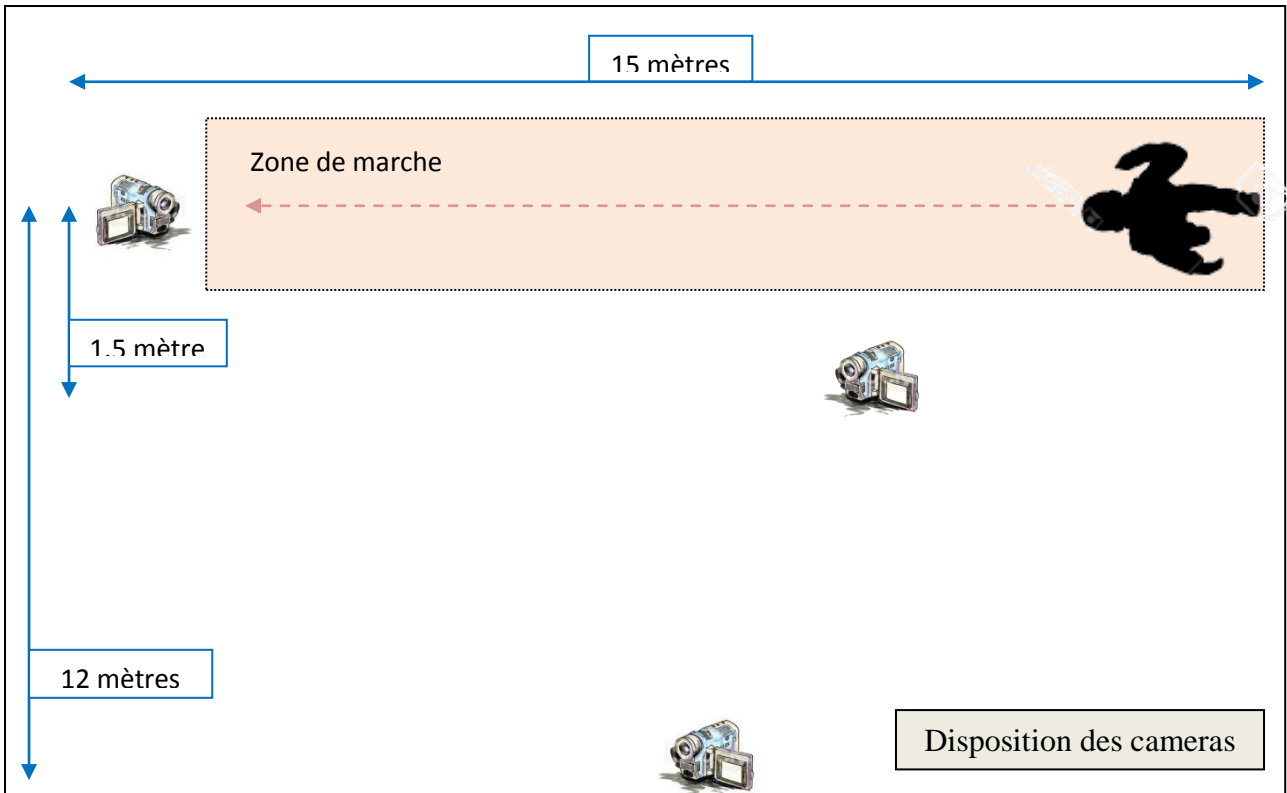 15 mètres
Zone de marche
1.5 mètre
12 mètres
Disposition des cameras